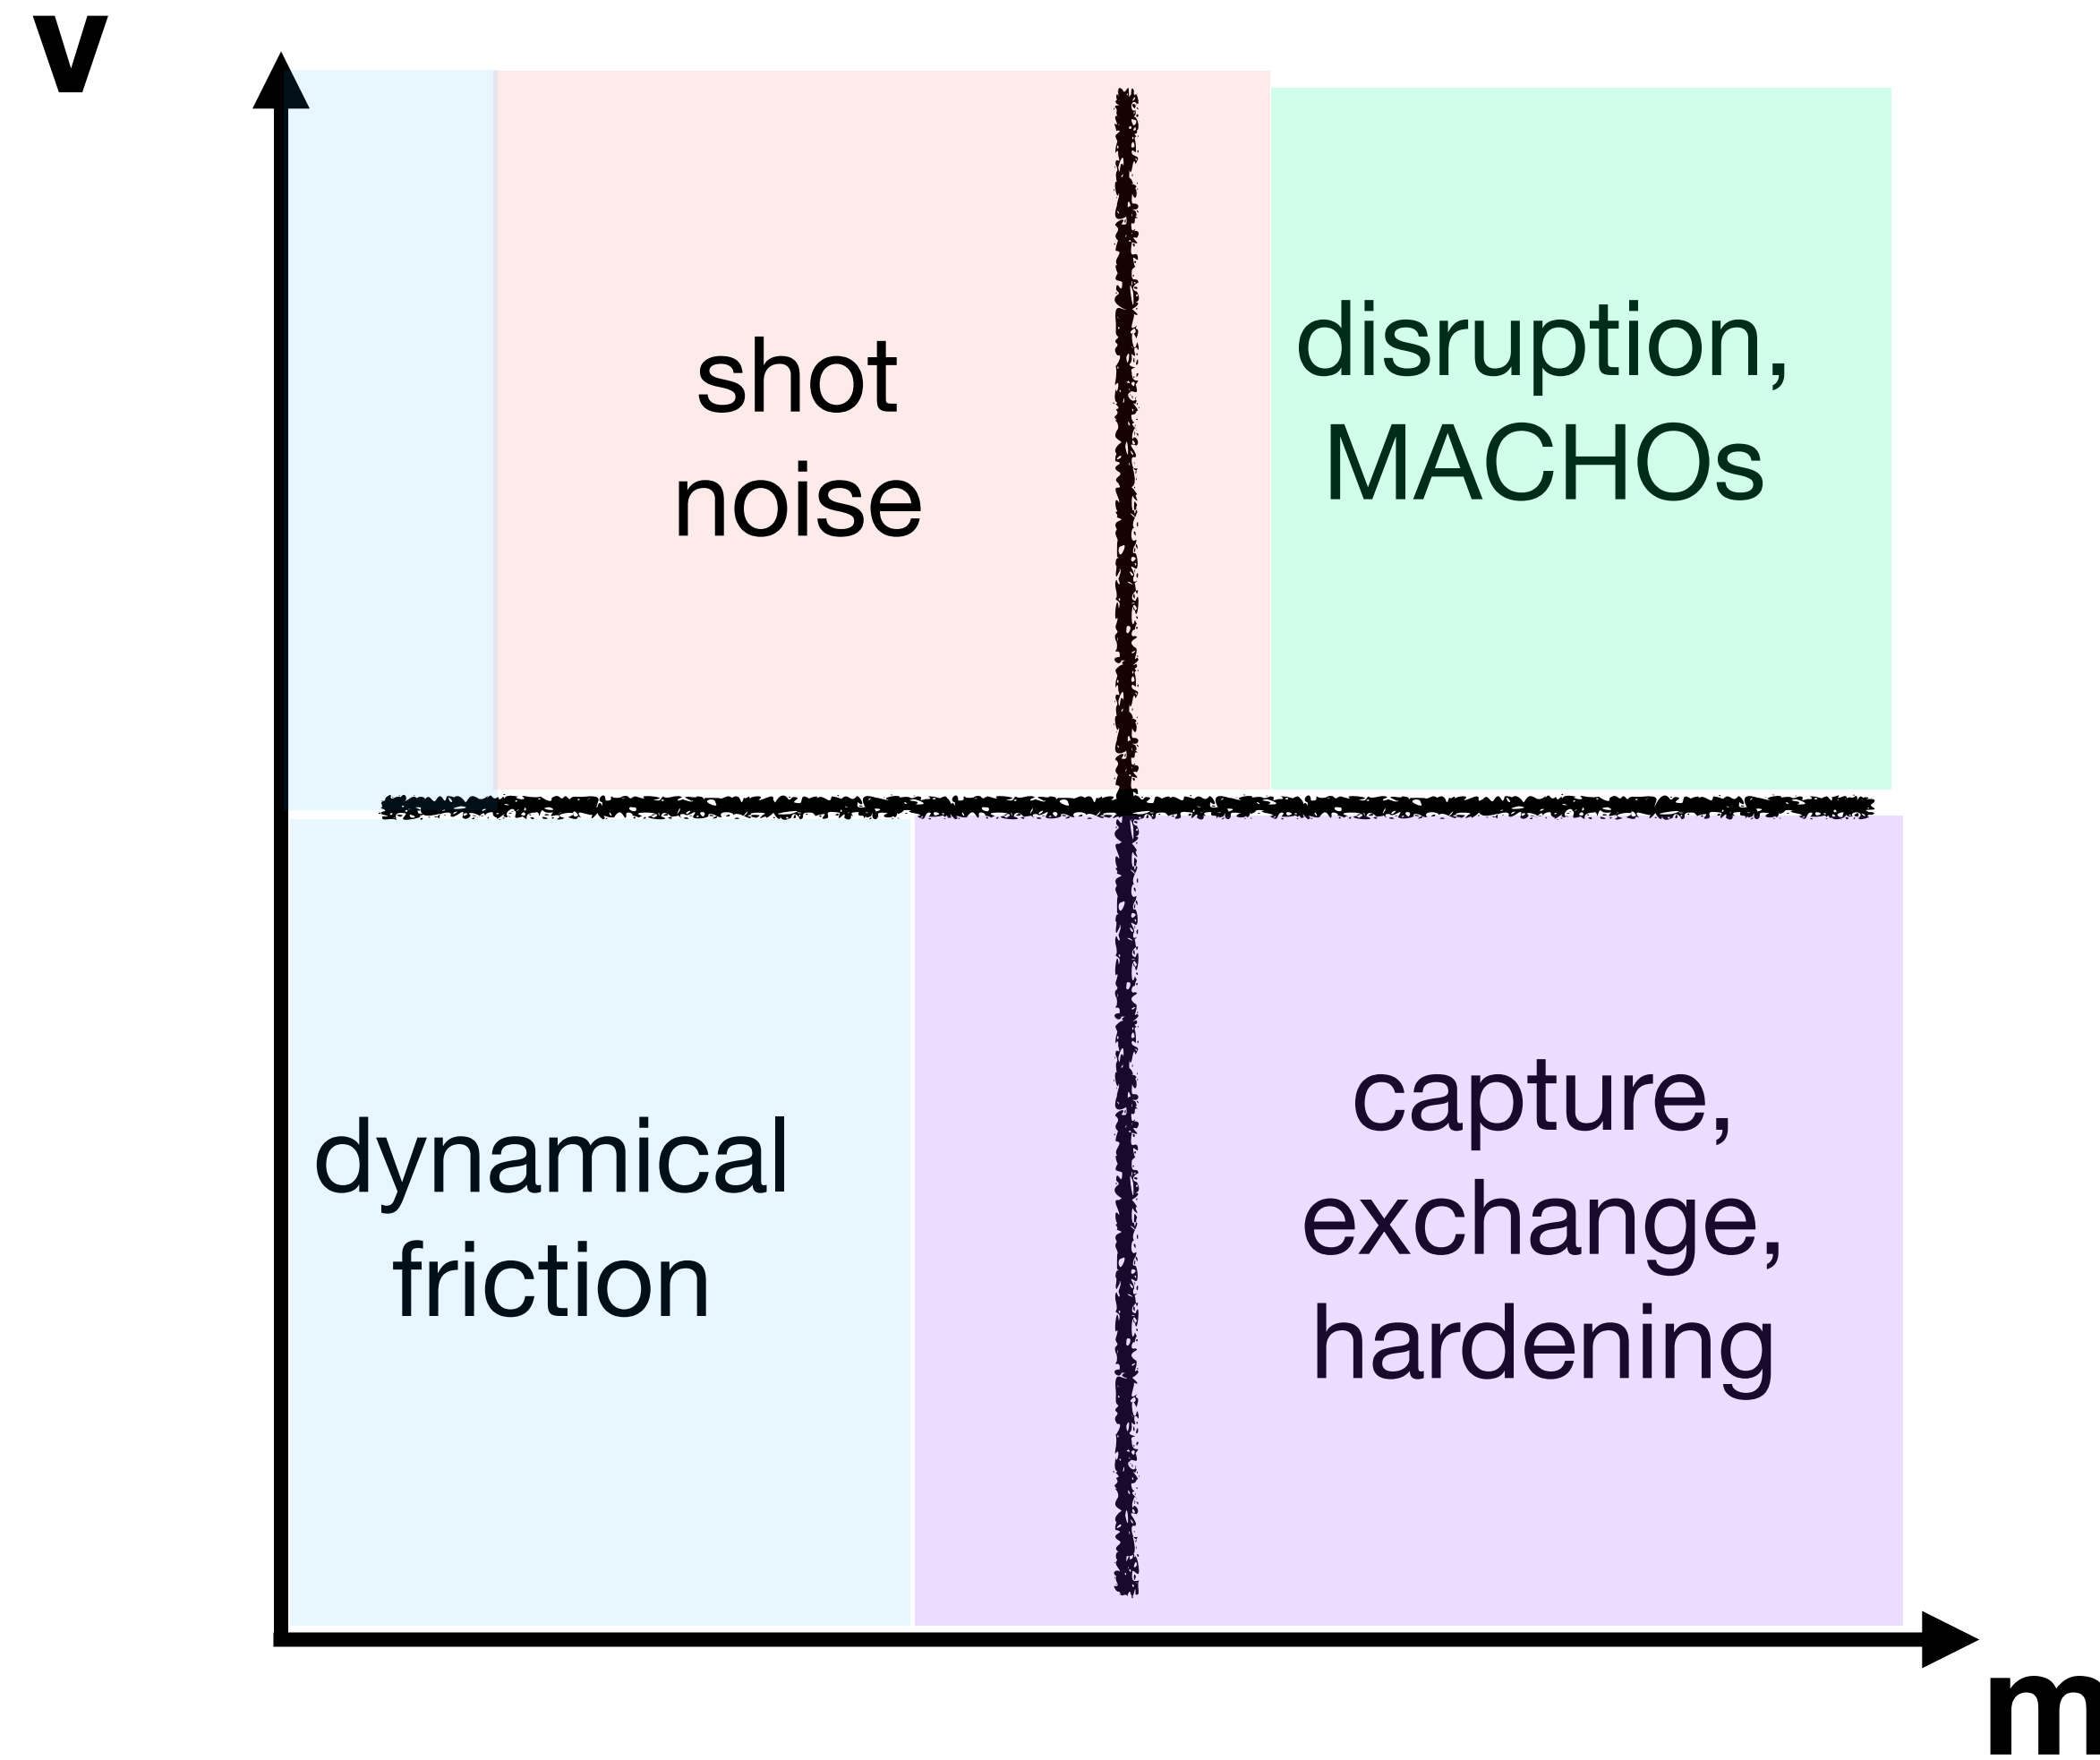 v
shot
noise
disruption,
MACHOs
dynamical
friction
capture,
exchange,
hardening
m